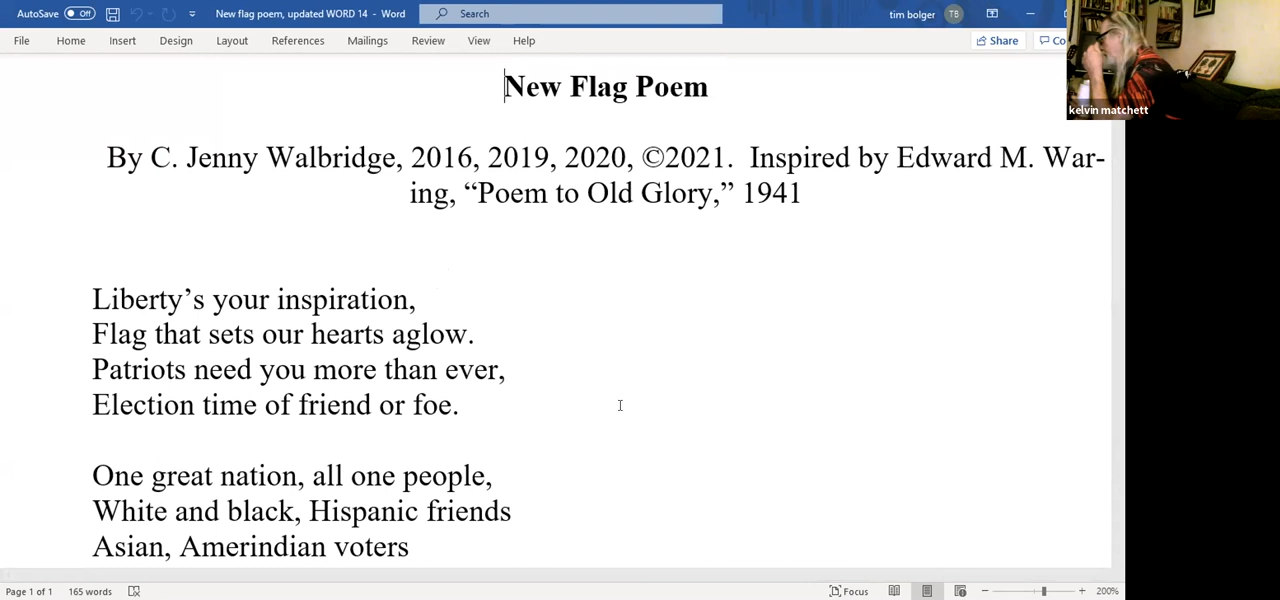 AutoSave Off New flag poem, updated WORD 14 - Word Search tim bolger TB
File Home Insert Design Layout References Mailings Review View Help Share Co
kelvin matchett
New Flag Poem
By C. Jenny Walbridge, 2016, 2019, 2020, ©2021. Inspired by Edward M. War-
ing, “Poem to Old Glory,” 1941
Liberty’s your inspiration,
Flag that sets our hearts aglow.
Patriots need you more than ever,
Election time of friend or foe.
One great nation, all one people,
White and black, Hispanic friends
Asian, Amerindian voters
Page 1 of 1 165 words Focus 200%